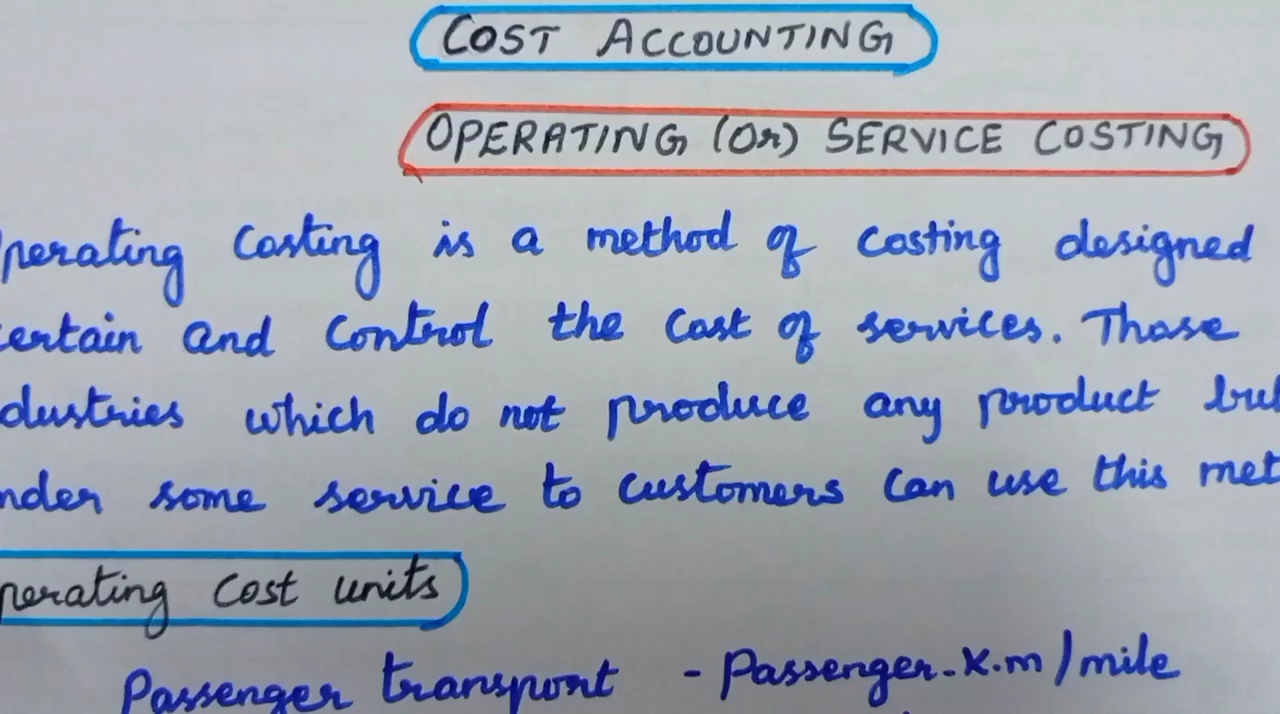 COST ACCOUNTING
OPERATING (Or) SERVICE COSTING
perating Costing is a method of costing designed
ertain and control the cost of services. Those
dustries which do not produce any product but
nder some service to customers can use this met
perating cost units
Passenger transport - Passenger-K.m/mile